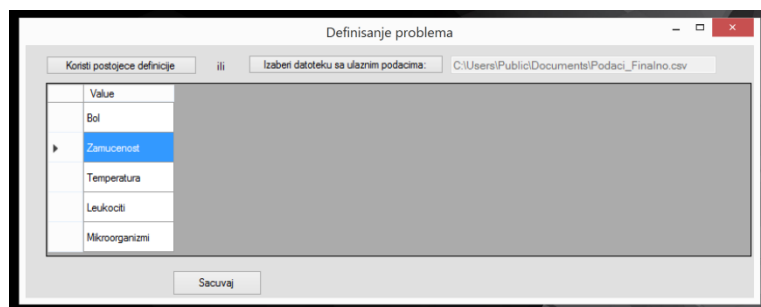 Definisanje problema
Koristi postojece definicije ili Izaberi datoteku sa ulaznim podacima: C:\Users\Public\Documents\Podaci_Finalno.csv
Value
Bol
Zamucenost
Temperatura
Leukociti
Mikroorganizmi
Sacuvaj